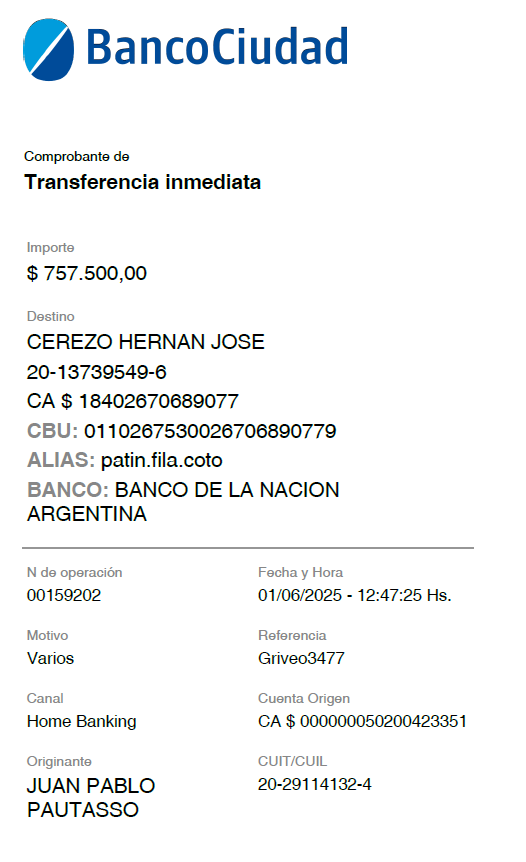 BancoCiudad
Comprobante de
Transferencia inmediata
Importe
$ 757.500,00
Destino
CEREZO HERNAN JOSE
20-13739549-6
CA $ 18402670689077
CBU: 0110267530026706890779
ALIAS: patin.fila.coto
BANCO: BANCO DE LA NACION
ARGENTINA
N de operación
Fecha y Hora
00159202
01/06/2025 - 12:47:25 Hs.
Motivo
Referencia
Varios
Griveo3477
Canal
Cuenta Origen
Home Banking
CA $ 000000050200423351
Originante
CUIT/CUIL
JUAN PABLO
PAUTASSO
20-29114132-4